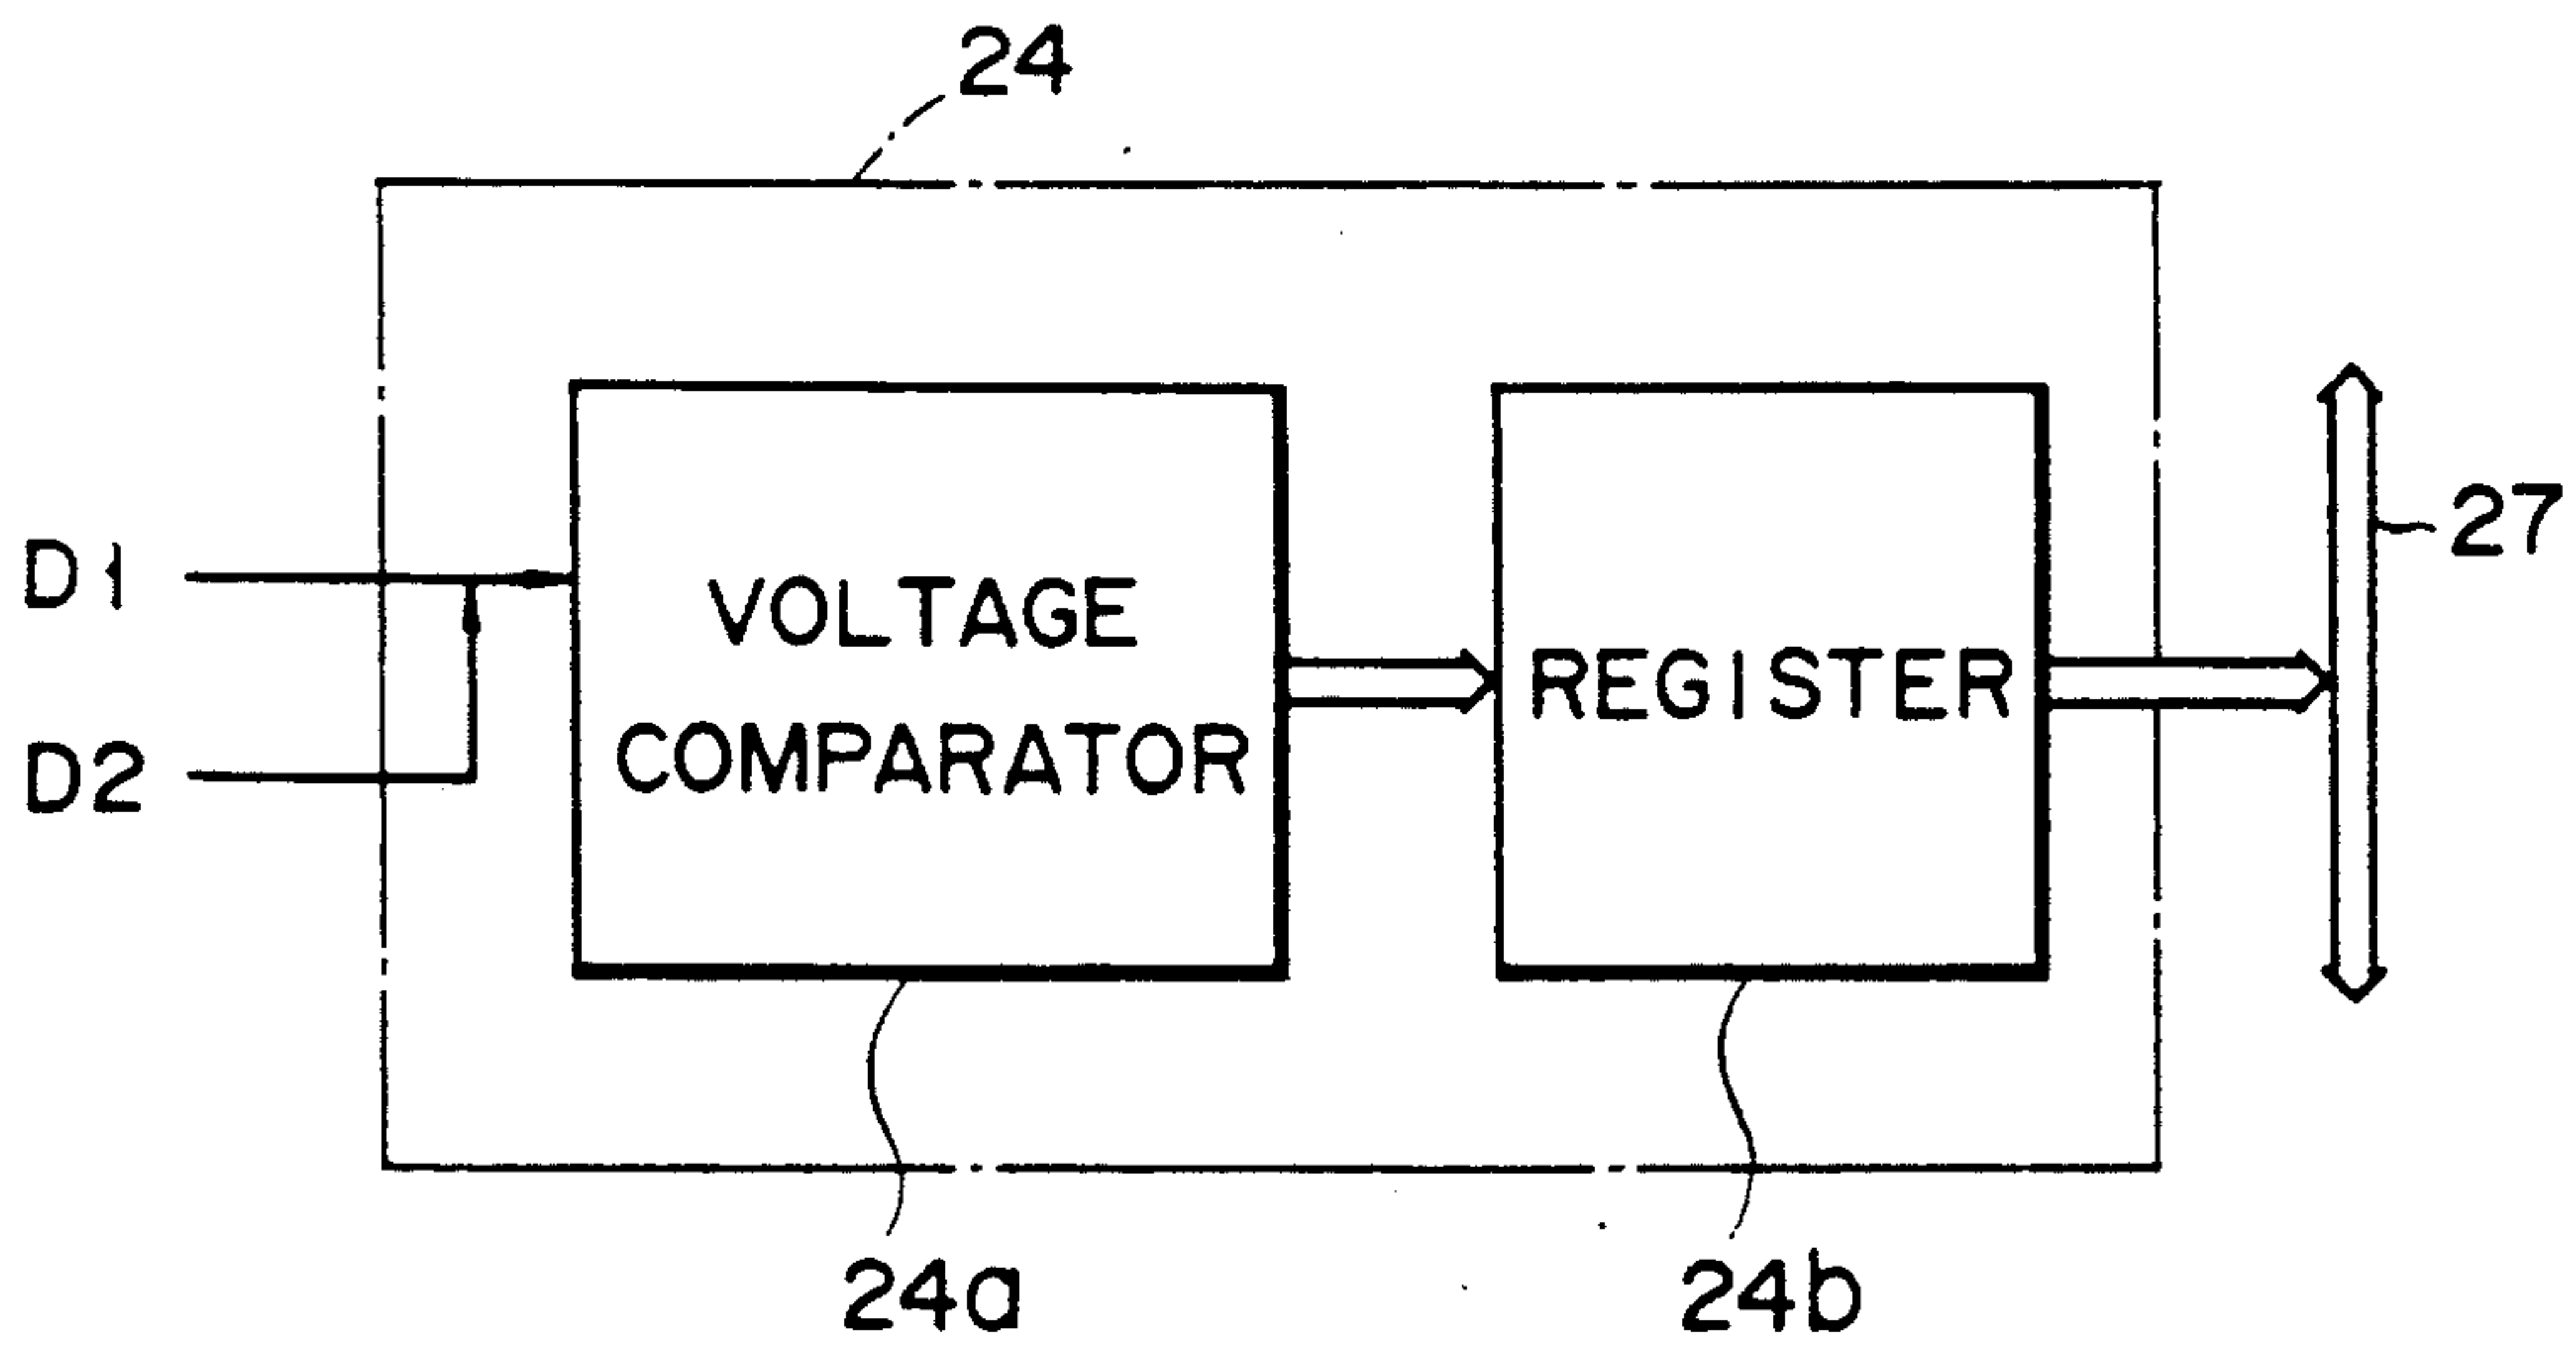 24
D1
D2
VOLTAGE
COMPARATOR
REGISTER
27
24a
24b